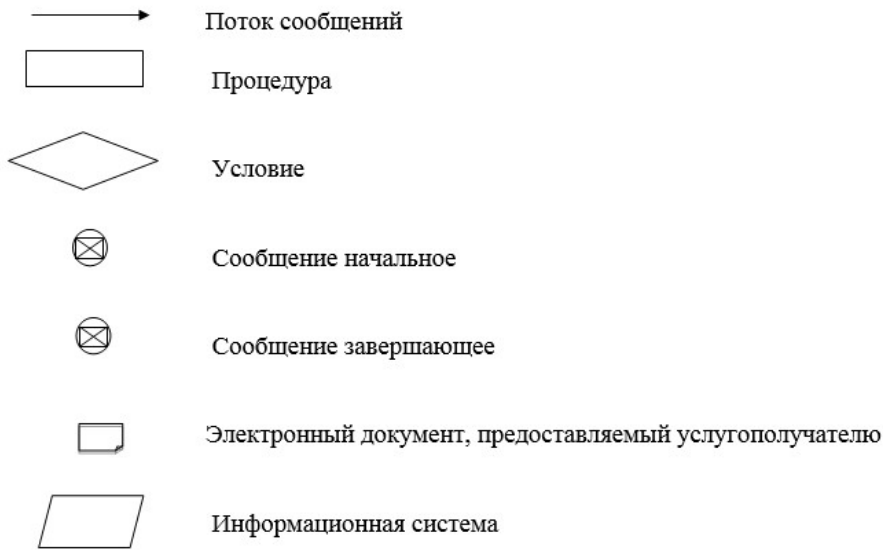 Поток сообщений
Процедура
Условие
Сообщение начальное
Сообщение завершающее
Электронный документ, предоставляемый услугополучателю
Информационная система